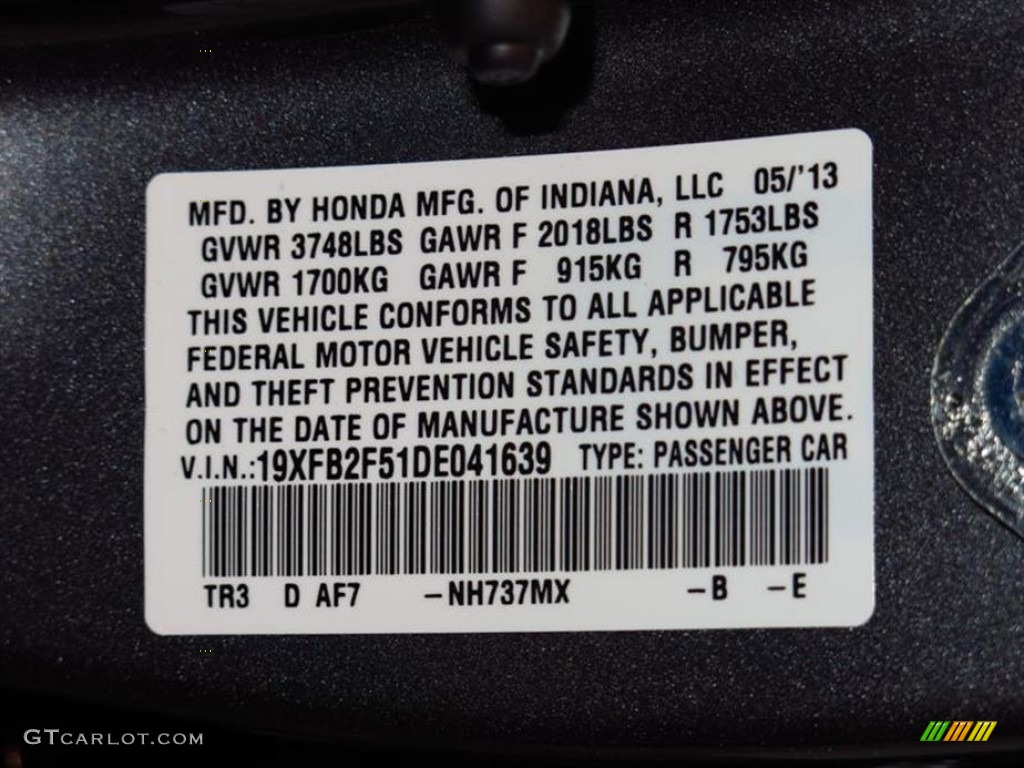 MFD. BY HONDA MFG. OF INDIANA, LLC 05/'13
GVWR 3748LBS GAWR F 2018LBS R 1753LBS
GVWR 1700KG GAWR F 915KG R 795KG
THIS VEHICLE CONFORMS TO ALL APPLICABLE
FEDERAL MOTOR VEHICLE SAFETY, BUMPER,
AND THEFT PREVENTION STANDARDS IN EFFECT
ON THE DATE OF MANUFACTURE SHOWN ABOVE.
V.I.N.:19XFB2F51DE041639 TYPE: PASSENGER CAR
TR3 D AF7 -NH737MX -B -E
GTCARLOT.COM